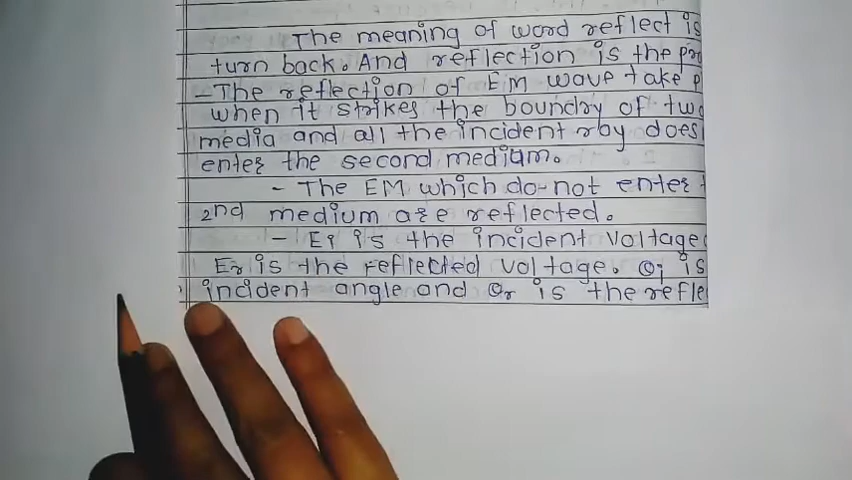 The meaning of word reflect is
turn back. And reflection is the
-The reflection of EM wave take
when it strikes the boundry of two
media and all the incident ray does
enter the second medium.
- The EM which do-not enter
2nd medium are reflected.
- Ei is the incident voltage
Er is the reflected voltage. Θi is
incident angle and Θr is the refle